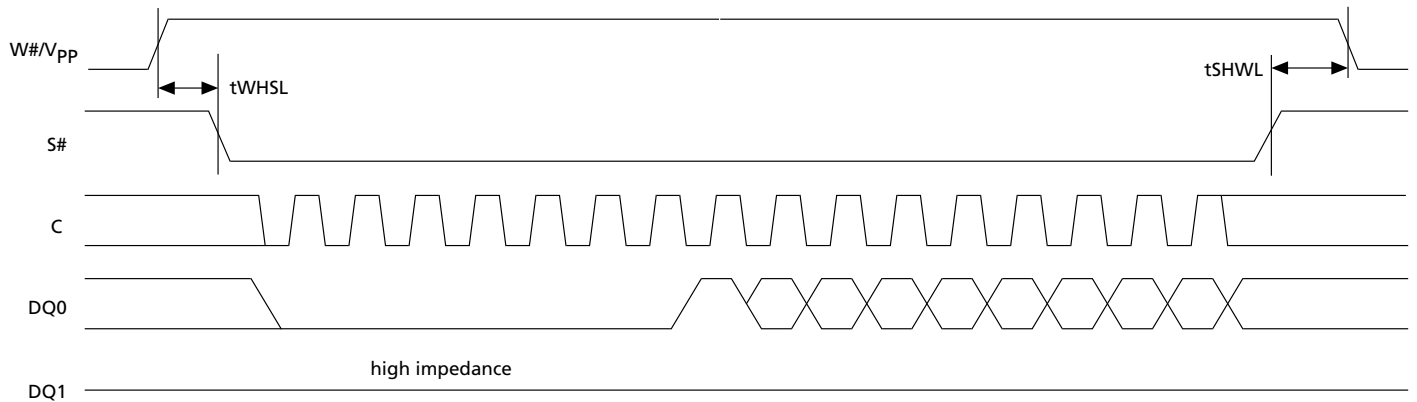 W#/VPP
tSHWL
tWHSL
S#
C
DQ0
high impedance
DQ1